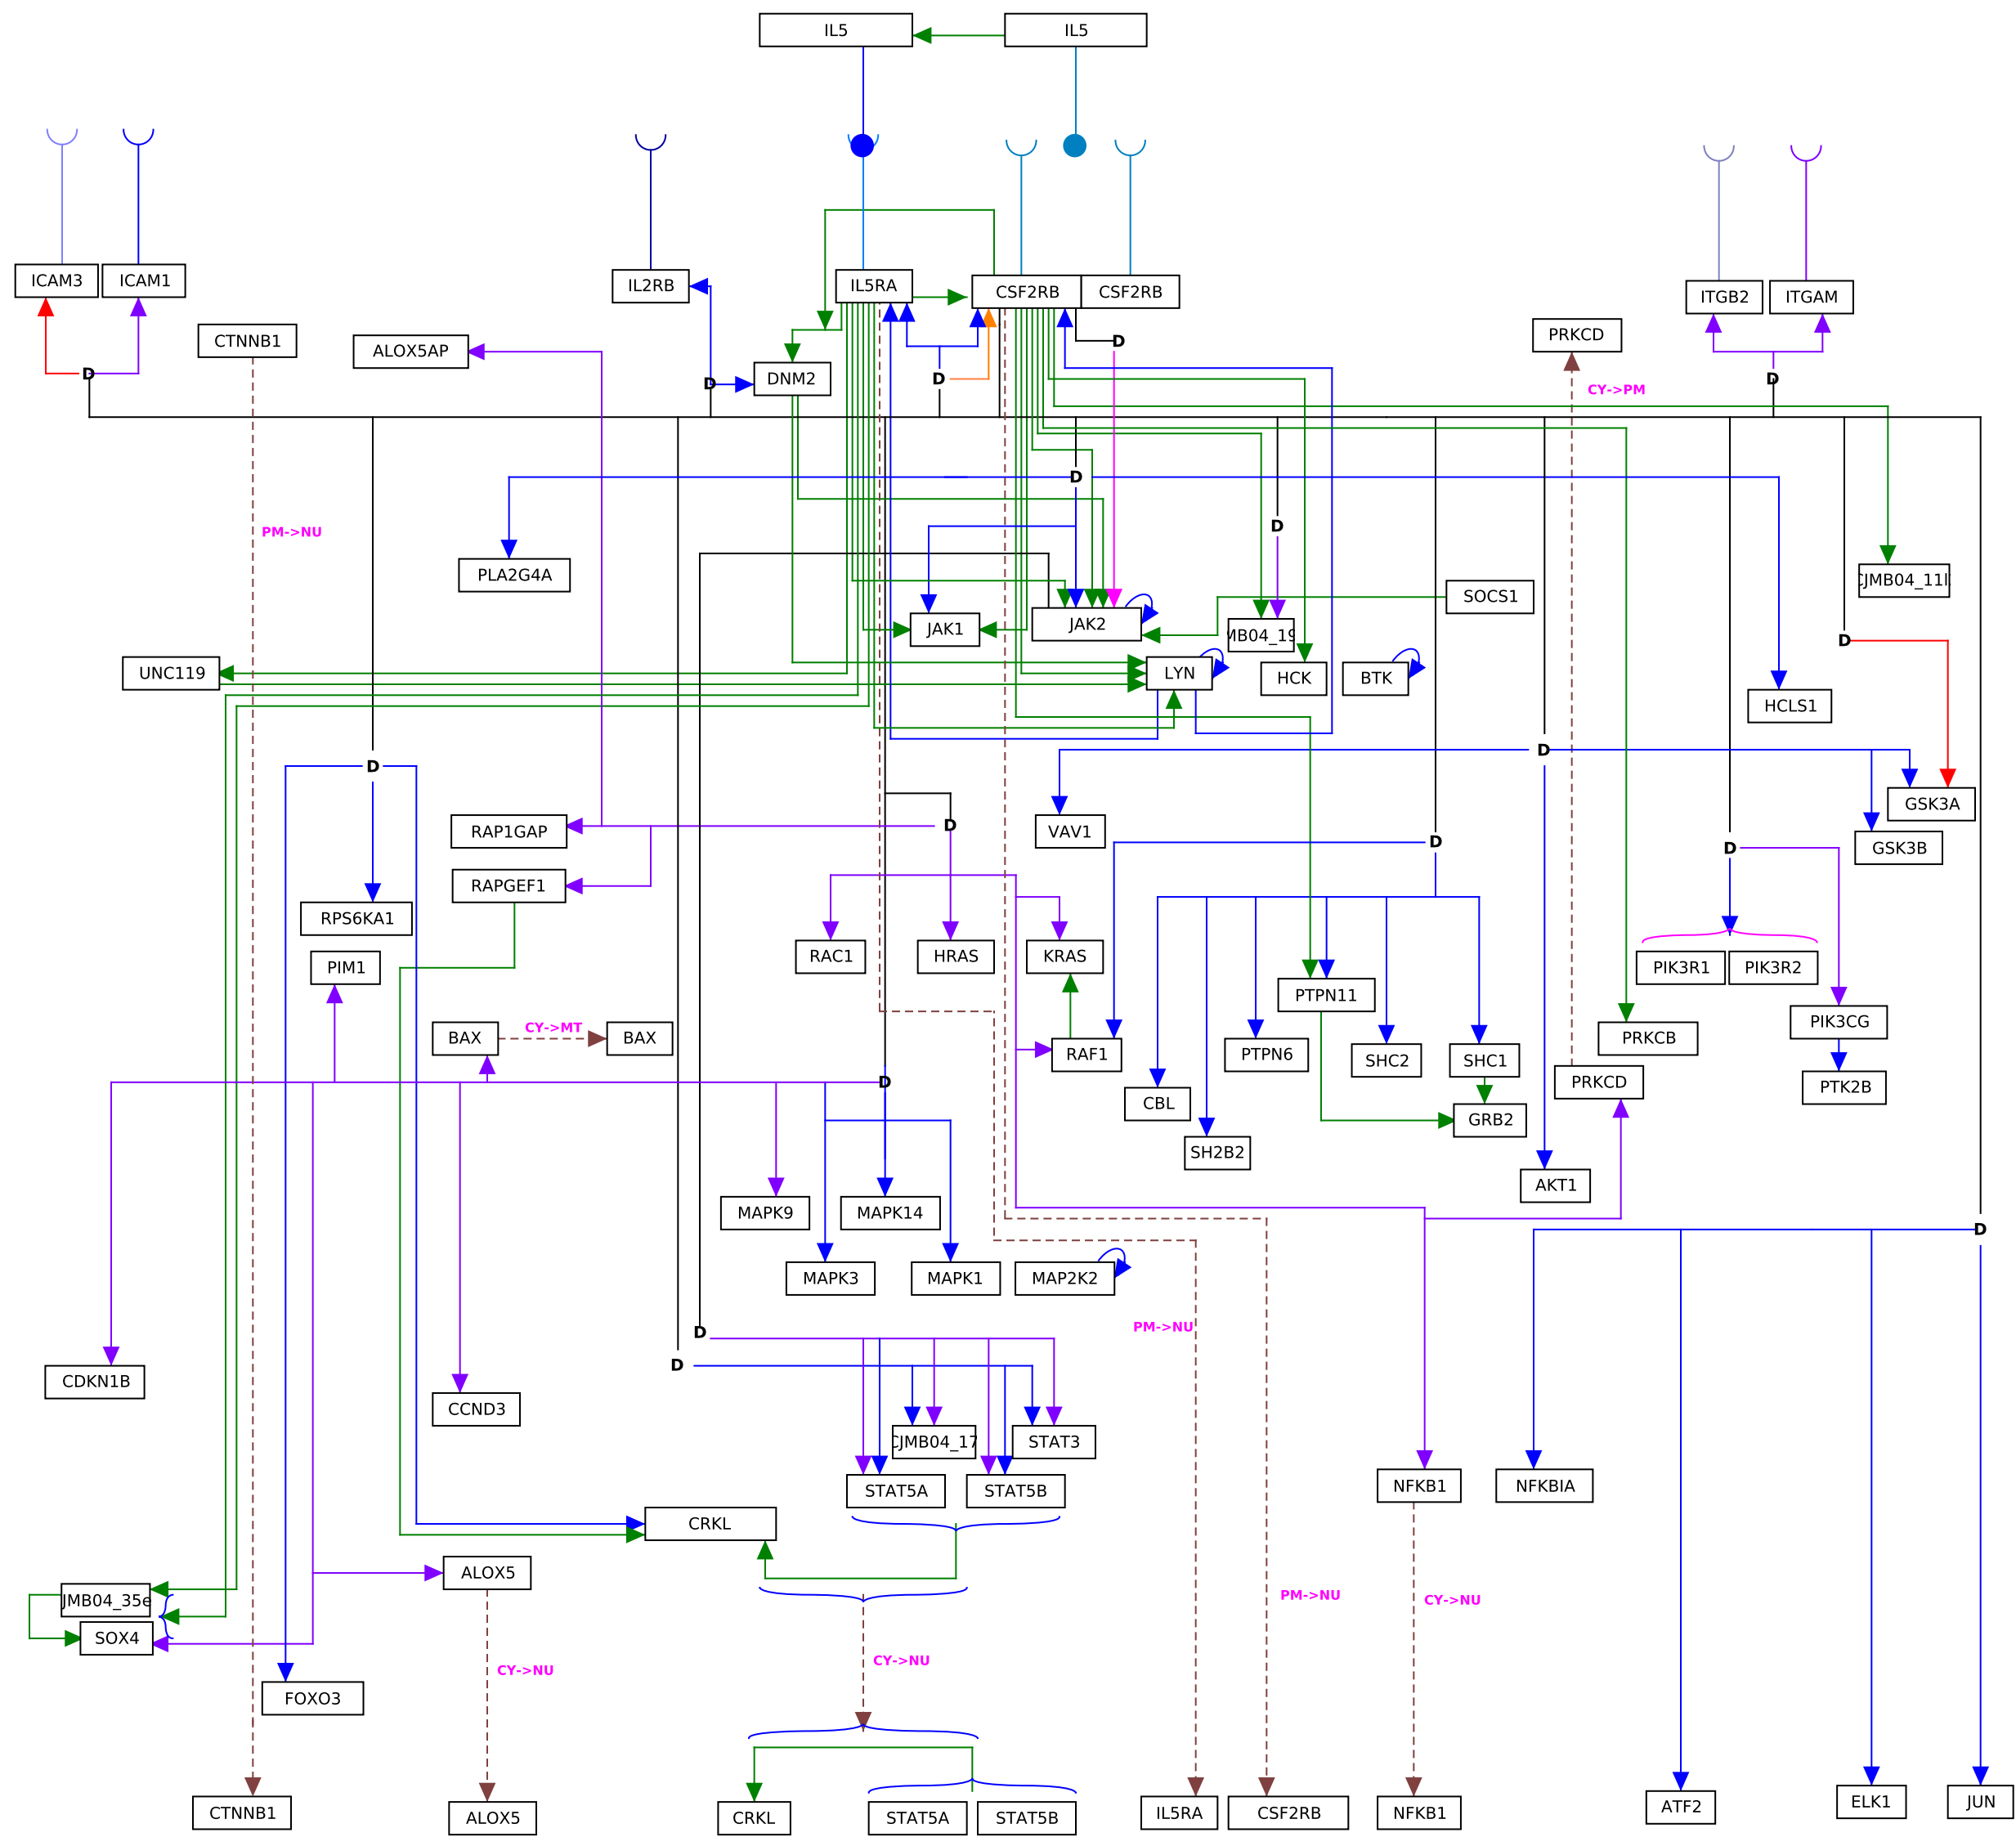 IL5 IL5
ICAM3 ICAM1 IL2RB IL5RA CSF2RB CSF2RB ITGB2 ITGAM
CTNNB1 ALOX5AP D PRKCD
D DNM2 D D D
CY->PM
PM->NU D
D
PLA2G4A CJMB04_11l SOCS1
JAK1 JAK2 MB04_19 D
UNC119 LYN HCK BTK
HCLS1
D D
GSK3A
RAP1GAP D VAV1 D D GSK3B
RAPGEF1
RPS6KA1
PIM1 RAC1 HRAS KRAS PIK3R1 PIK3R2
PTPN11
BAX CY->MT BAX RAF1 PTPN6 SHC2 SHC1 PRKCB PIK3CG
D CBL GRB2 PRKCD PTK2B
SH2B2
AKT1
MAPK9 MAPK14
D
MAPK3 MAPK1 MAP2K2
D PM->NU
D
CDKN1B
CCND3
CJMB04_17 STAT3
STAT5A STAT5B NFKB1 NFKBIA
CRKL
ALOX5
JMB04_35e PM->NU CY->NU
SOX4
CY->NU CY->NU
FOXO3
CTNNB1 ALOX5 CRKL STAT5A STAT5B IL5RA CSF2RB NFKB1 ATF2 ELK1 JUN